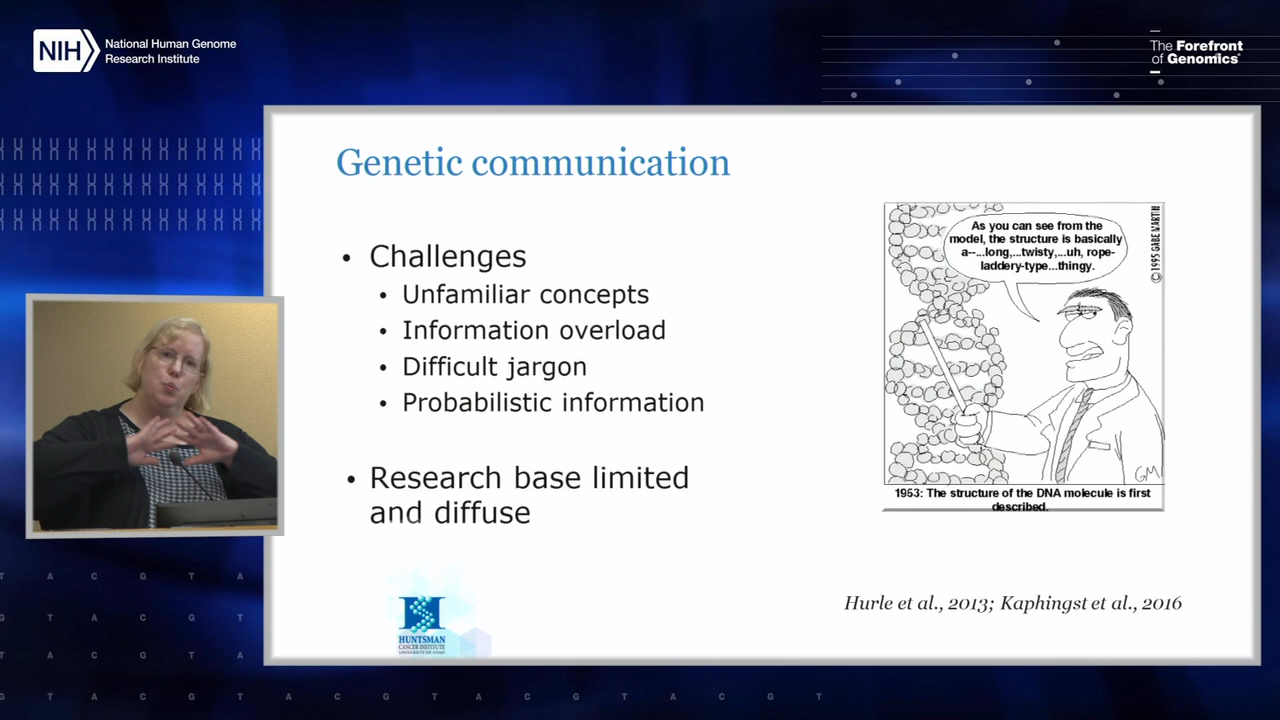 NIH
National Human Genome
Research Institute
The Forefront
of Genomics®
Genetic communication
• Challenges
• Unfamiliar concepts
• Information overload
• Difficult jargon
• Probabilistic information
• Research base limited
and diffuse
As you can see from the
model, the structure is basically
a--...long,...twisty,...uh, rope-
laddery-type...thingy.
© 1995 GABE MARTIN
GM
1953: The structure of the DNA molecule is first
described.
Hurle et al., 2013; Kaphingst et al., 2016
HUNTSMAN
CANCER INSTITUTE
UNIVERSITY OF UTAH
T A C G T A
G T A C G T
T A C G T A
G T A C G T A C G T A C G T A C G T